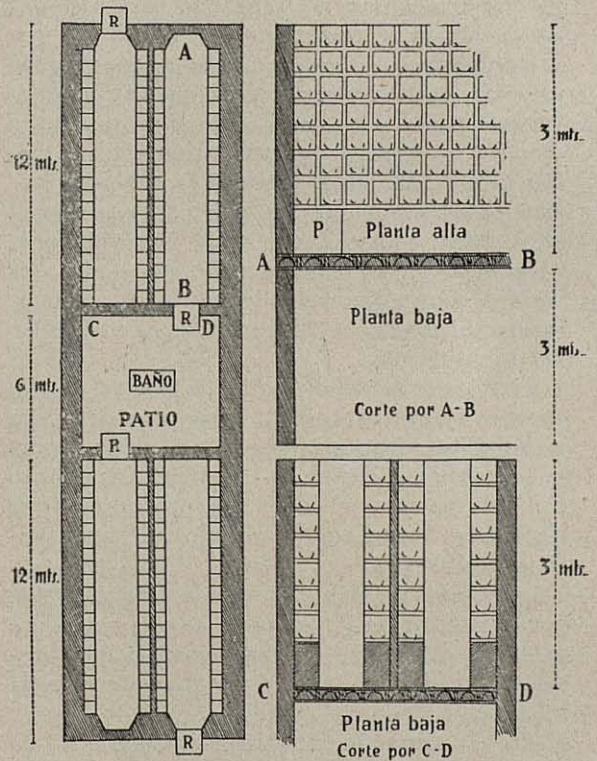 R
A
12 mts.
B
R
C
D
6 mts.
BAÑO
PATIO
R
12 mts.
R
3 mts.
P
Planta alta
A
B
Planta baja
3 mts.
Corte por A-B
3 mts.
C
D
Planta baja
Corte por C-D